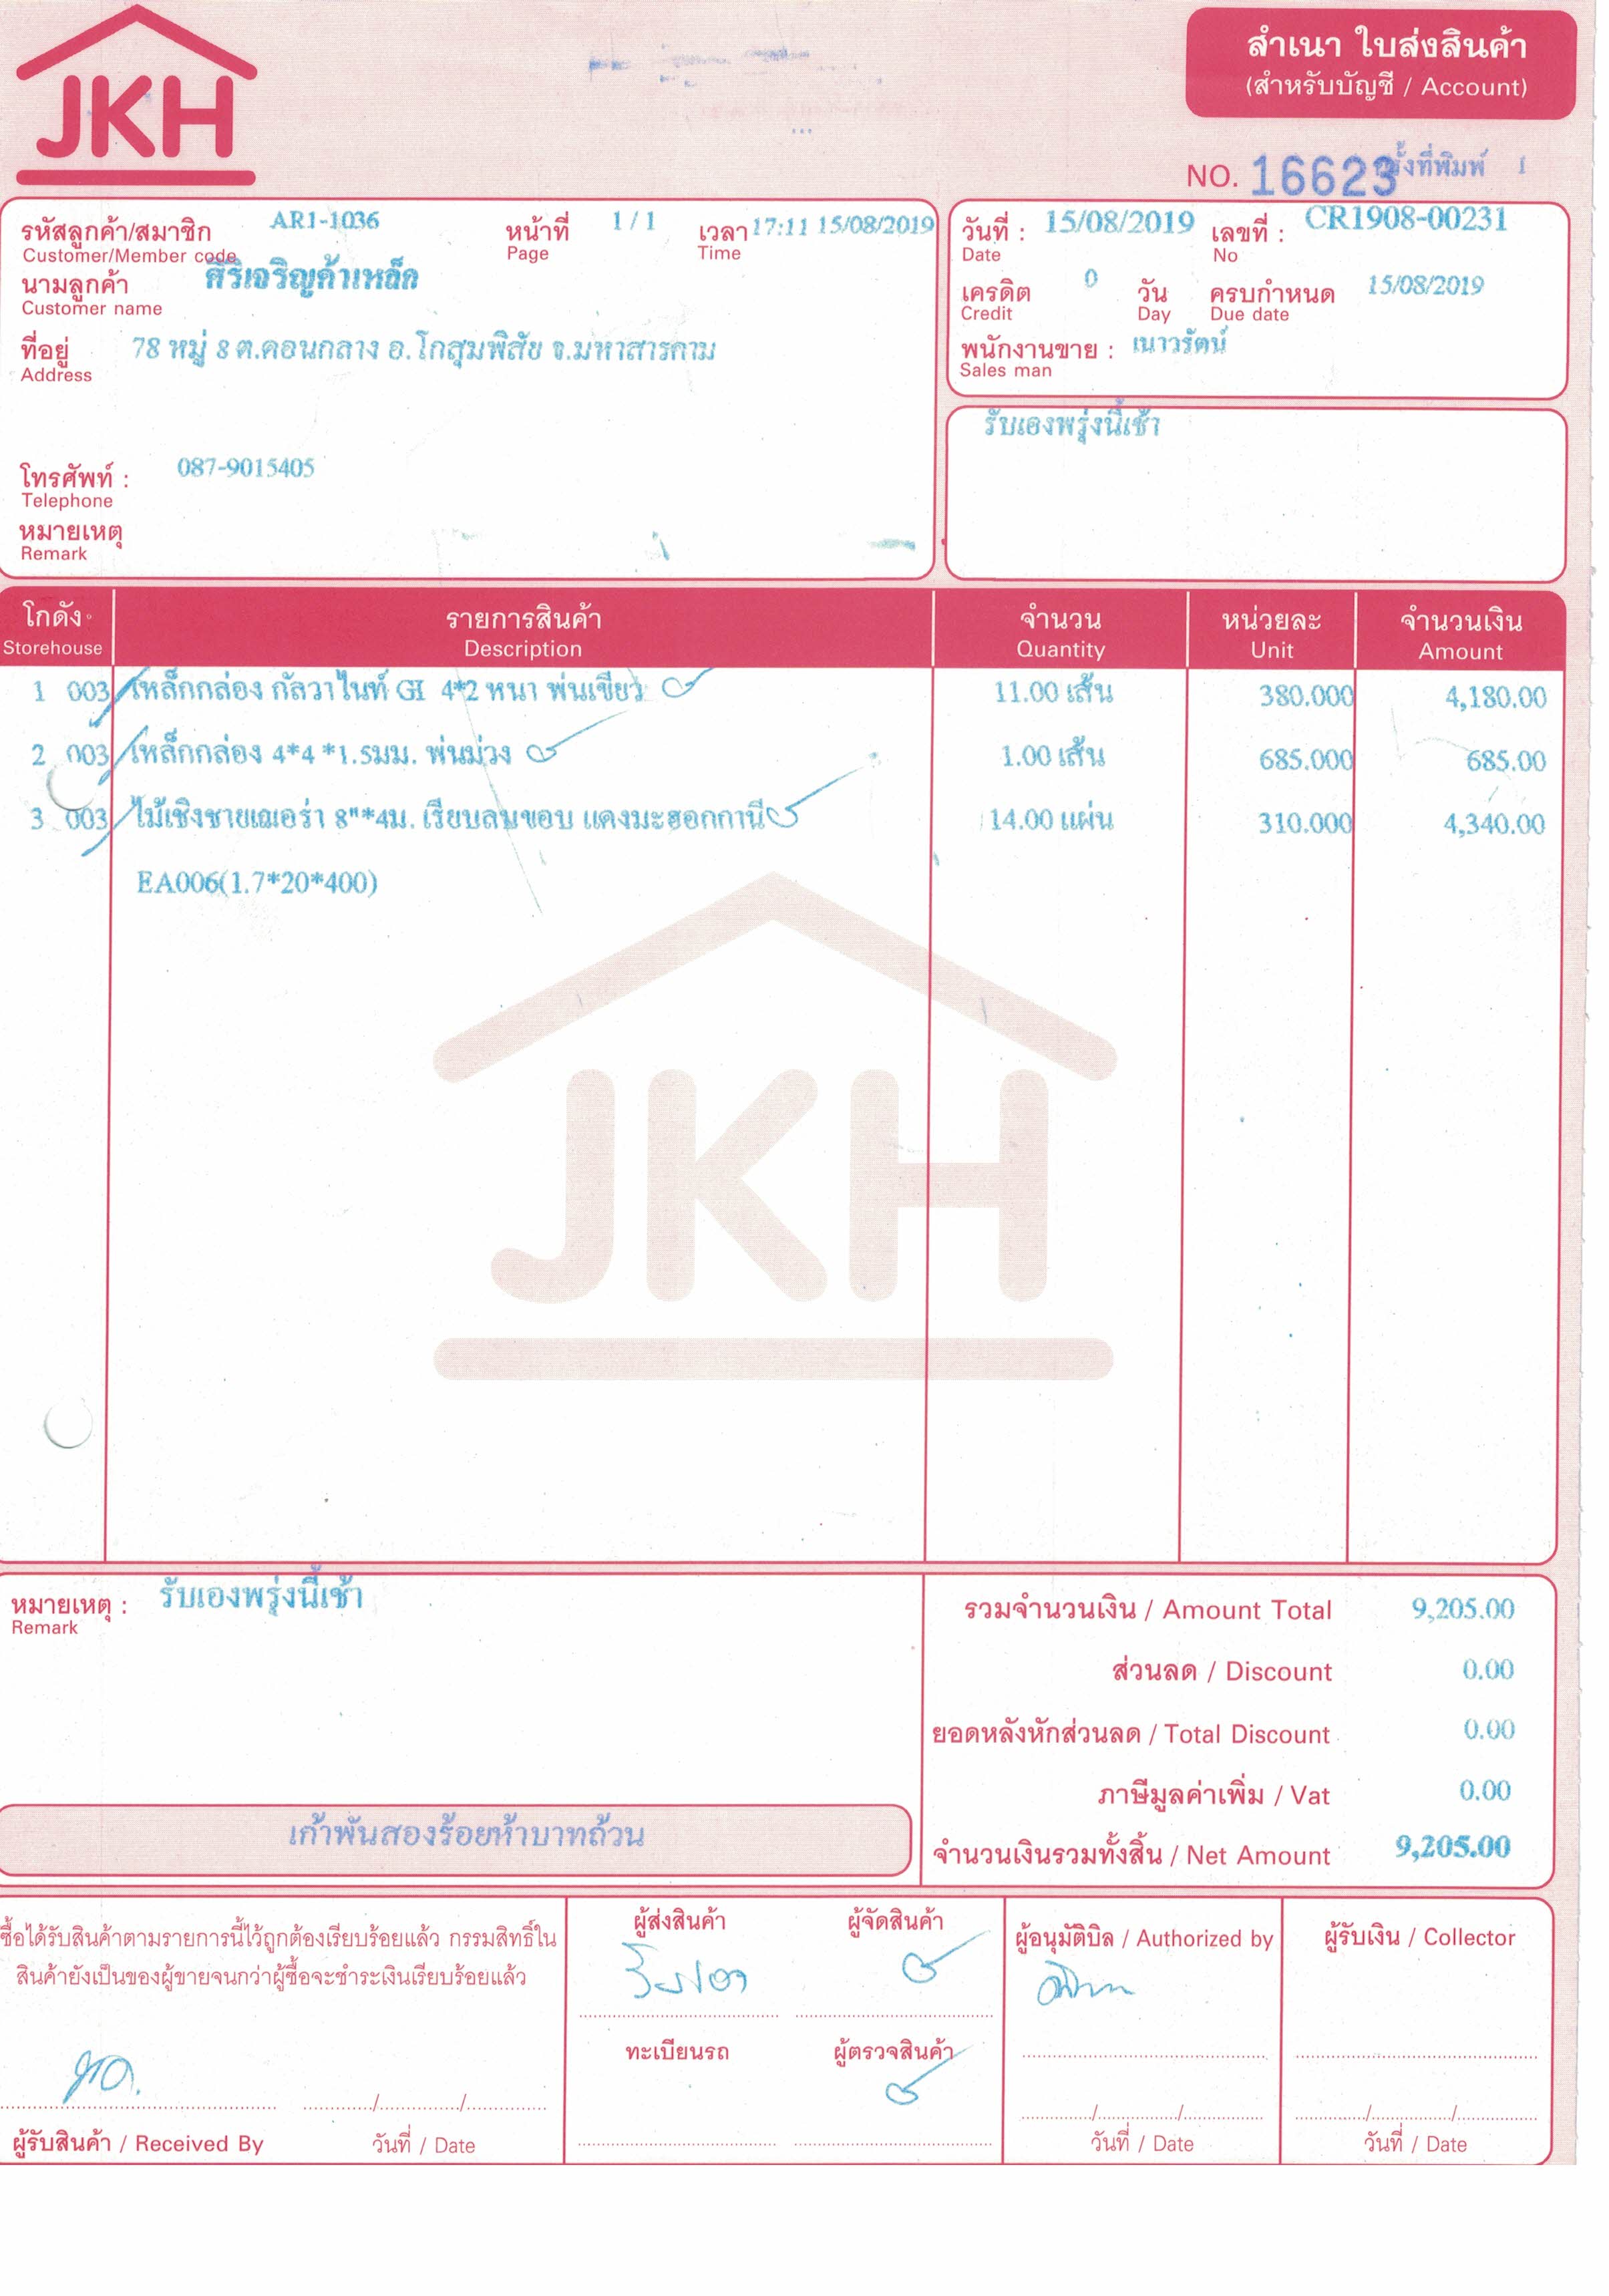 JKH
สำเนา ใบส่งสินค้า
(สำหรับบัญชี / Account)
NO. 16623 ครั้งที่พิมพ์ 1
รหัสลูกค้า/สมาชิก AR1-1036 หน้าที่ 1 / 1 เวลา 17:11 15/08/2019
Customer/Member code Page Time
นามลูกค้า ศิริเจริญค้าเหล็ก
Customer name
ที่อยู่ 78 หมู่ 8 ต.ดอนกลาง อ.โกสุมพิสัย จ.มหาสารคาม
Address
โทรศัพท์ : 087-9015405
Telephone
หมายเหตุ
Remark
วันที่ : 15/08/2019 เลขที่ : CR1908-00231
Date No
เครดิต 0 วัน ครบกำหนด 15/08/2019
Credit Day Due date
พนักงานขาย : เนาวรัตน์
Sales man
รับเองพรุ่งนี้เช้า
โกดัง รายการสินค้า จำนวน หน่วยละ จำนวนเงิน
Storehouse Description Quantity Unit Amount
1 003 เหล็กกล่อง กัลวาไนท์ GI 4*2 หนา พ่นเขียว 11.00 เส้น 380.000 4,180.00
2 003 เหล็กกล่อง 4*4 *1.5มม. พ่นม่วง 1.00 เส้น 685.000 685.00
3 003 ไม้เชิงชายเฌอร่า 8"*4ม. เรียบลบขอบ แดงมะฮอกกานี 14.00 แผ่น 310.000 4,340.00
EA006(1.7*20*400)
JKH
หมายเหตุ : รับเองพรุ่งนี้เช้า
Remark
รวมจำนวนเงิน / Amount Total 9,205.00
ส่วนลด / Discount 0.00
ยอดหลังหักส่วนลด / Total Discount 0.00
ภาษีมูลค่าเพิ่ม / Vat 0.00
เก้าพันสองร้อยห้าบาทถ้วน
จำนวนเงินรวมทั้งสิ้น / Net Amount 9,205.00
ซื้อได้รับสินค้าตามรายการนี้ไว้ถูกต้องเรียบร้อยแล้ว กรรมสิทธิ์ใน
สินค้ายังเป็นของผู้ขายจนกว่าผู้ซื้อจะชำระเงินเรียบร้อยแล้ว
ผู้ส่งสินค้า ผู้จัดสินค้า ผู้อนุมัติบิล / Authorized by ผู้รับเงิน / Collector
ทะเบียนรถ ผู้ตรวจสินค้า
ผู้รับสินค้า / Received By วันที่ / Date วันที่ / Date วันที่ / Date